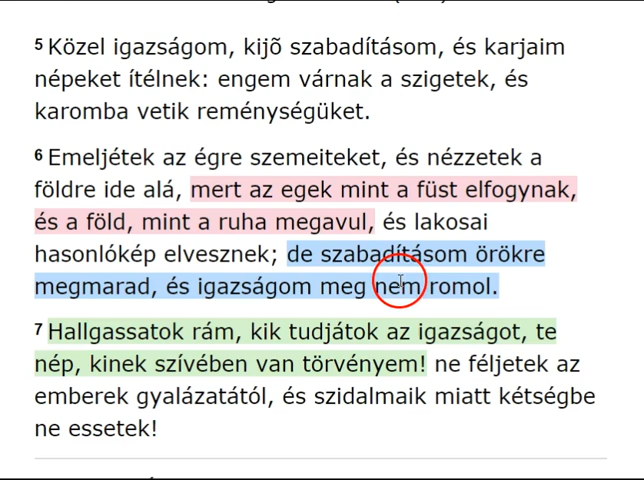 5 Közel igazságom, kijõ szabadításom, és karjaim
népeket ítélnek: engem várnak a szigetek, és
karomba vetik reménységüket.
6 Emeljétek az égre szemeiteket, és nézzetek a
földre ide alá, mert az egek mint a füst elfogynak,
és a föld, mint a ruha megavul, és lakosai
hasonlókép elvesznek; de szabadításom örökre
megmarad, és igazságom meg nem romol.
7 Hallgassatok rám, kik tudjátok az igazságot, te
nép, kinek szívében van törvényem! ne féljetek az
emberek gyalázatától, és szidalmaik miatt kétségbe
ne essetek!